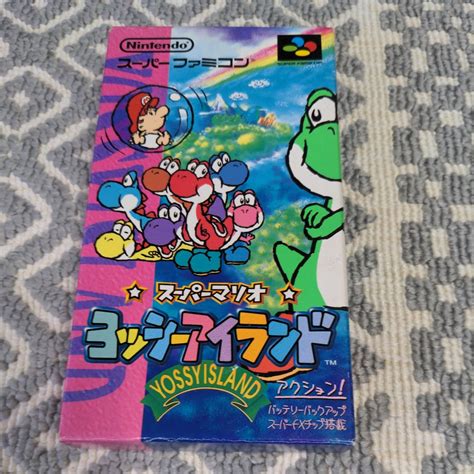 Nintendo
スーパーファミコン
スーパーマリオ
ヨッシーアイランド
TM
YOSSY ISLAND
アクション!
バッテリーバックアップ
スーパーFXチップ搭載